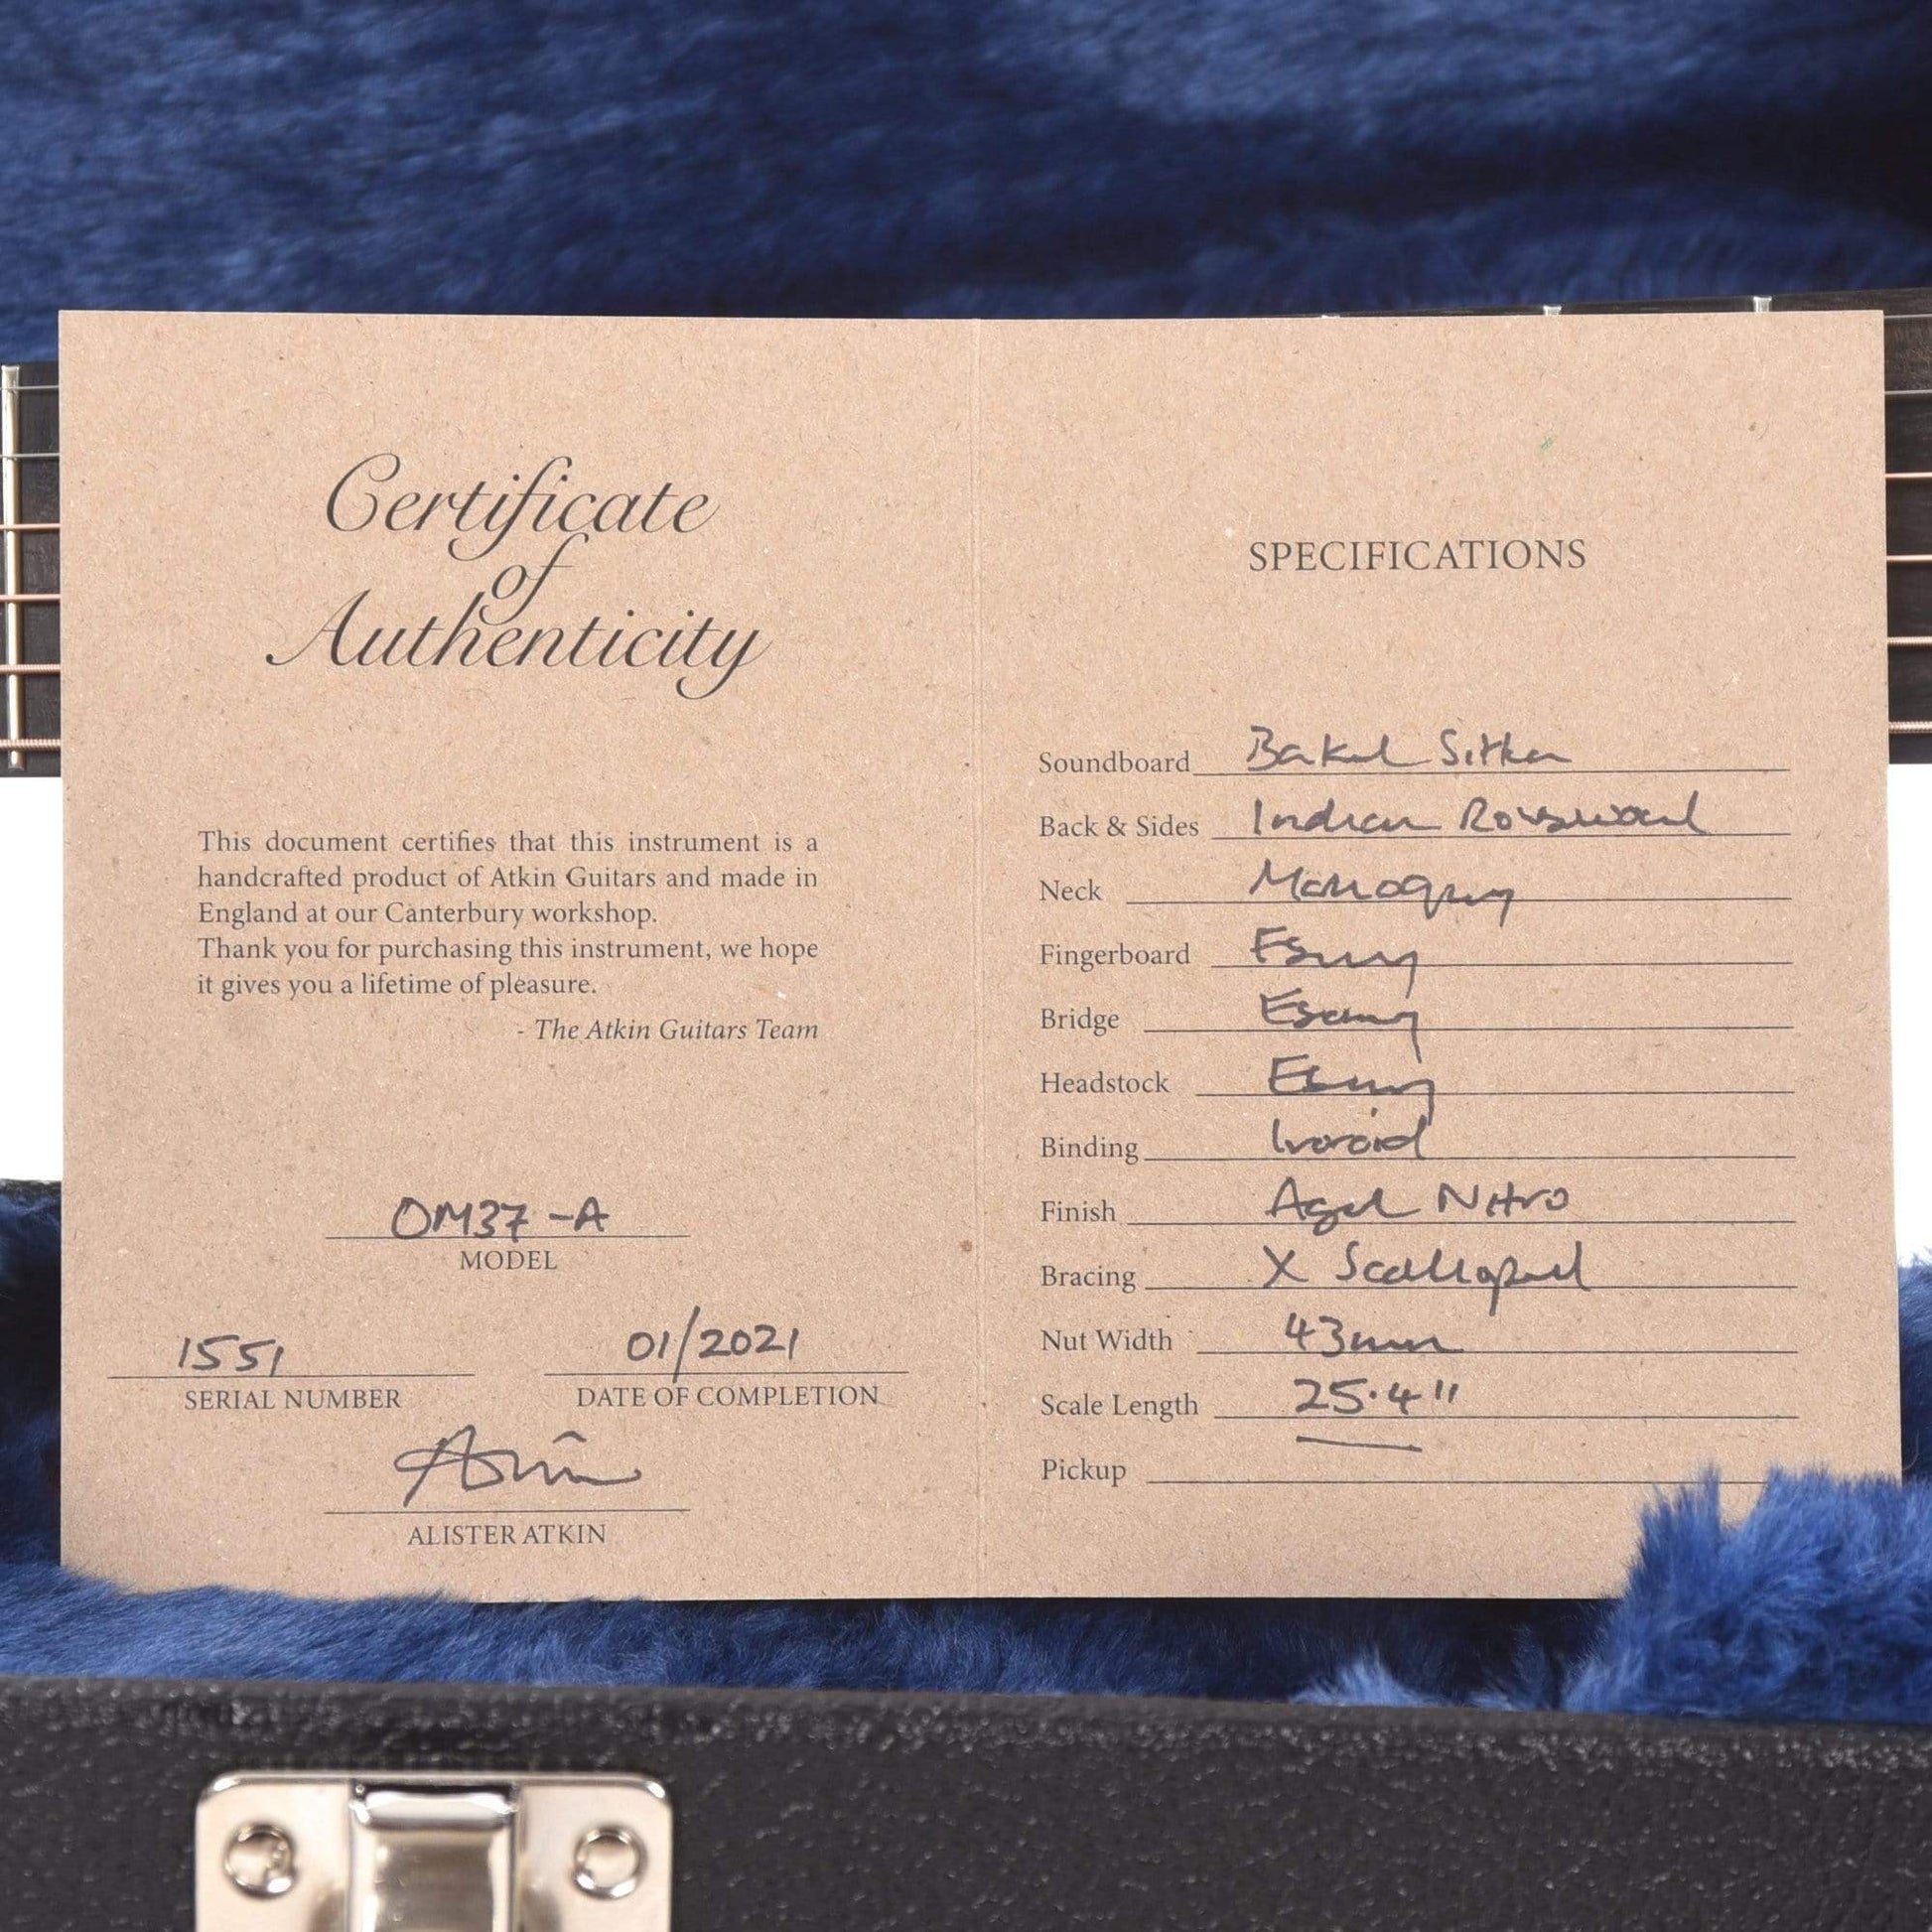 Certificate
of
Authenticity
This document certifies that this instrument is a
handcrafted product of Atkin Guitars and made in
England at our Canterbury workshop.
Thank you for purchasing this instrument, we hope
it gives you a lifetime of pleasure.
- The Atkin Guitars Team
OM37-A
MODEL
1551
SERIAL NUMBER
01/2021
DATE OF COMPLETION
ALISTER ATKIN
SPECIFICATIONS
Soundboard Baked Sitka
Back & Sides Indian Rosewood
Neck Mahogany
Fingerboard Ebony
Bridge Ebony
Headstock Ebony
Binding Ivoroid
Finish Aged Nitro
Bracing X Scalloped
Nut Width 43mm
Scale Length 25.4"
Pickup